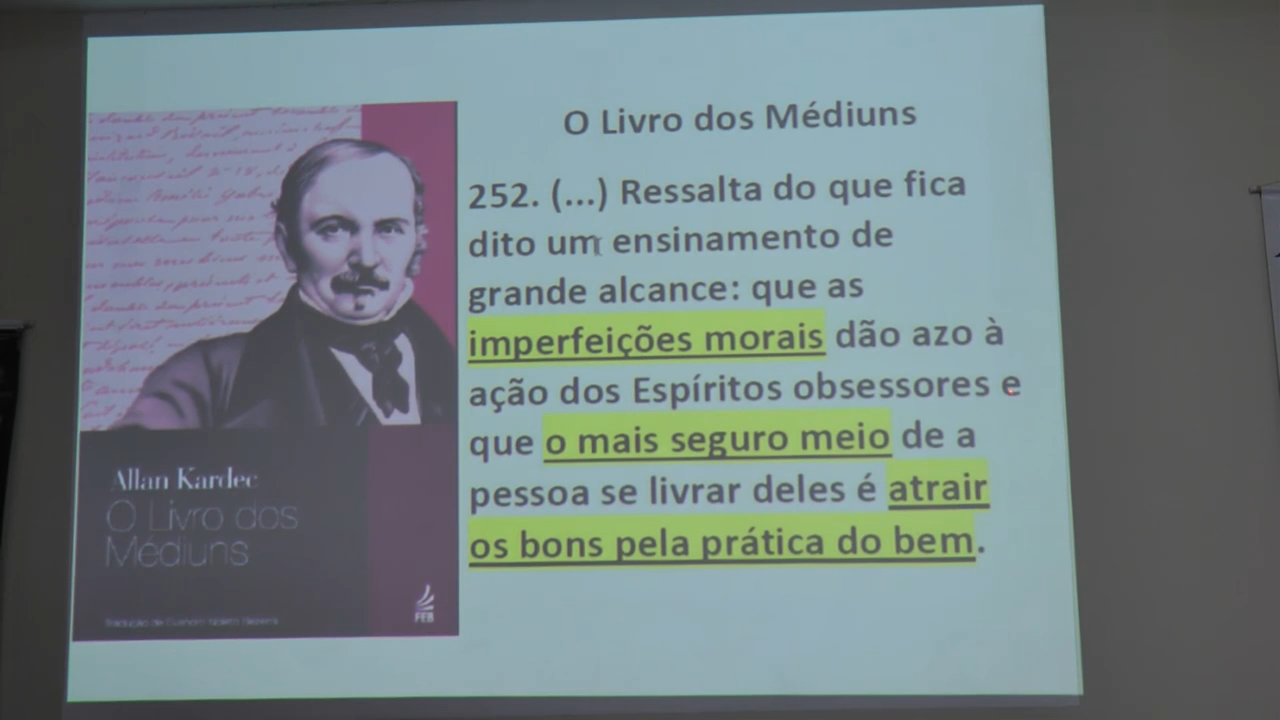 O Livro dos Médiuns
252. (...) Ressalta do que fica
dito um ensinamento de
grande alcance: que as
imperfeições morais dão azo à
ação dos Espíritos obsessores e
que o mais seguro meio de a
pessoa se livrar deles é atrair
os bons pela prática do bem.
Allan Kardec
O Livro dos
Médiuns
FEB